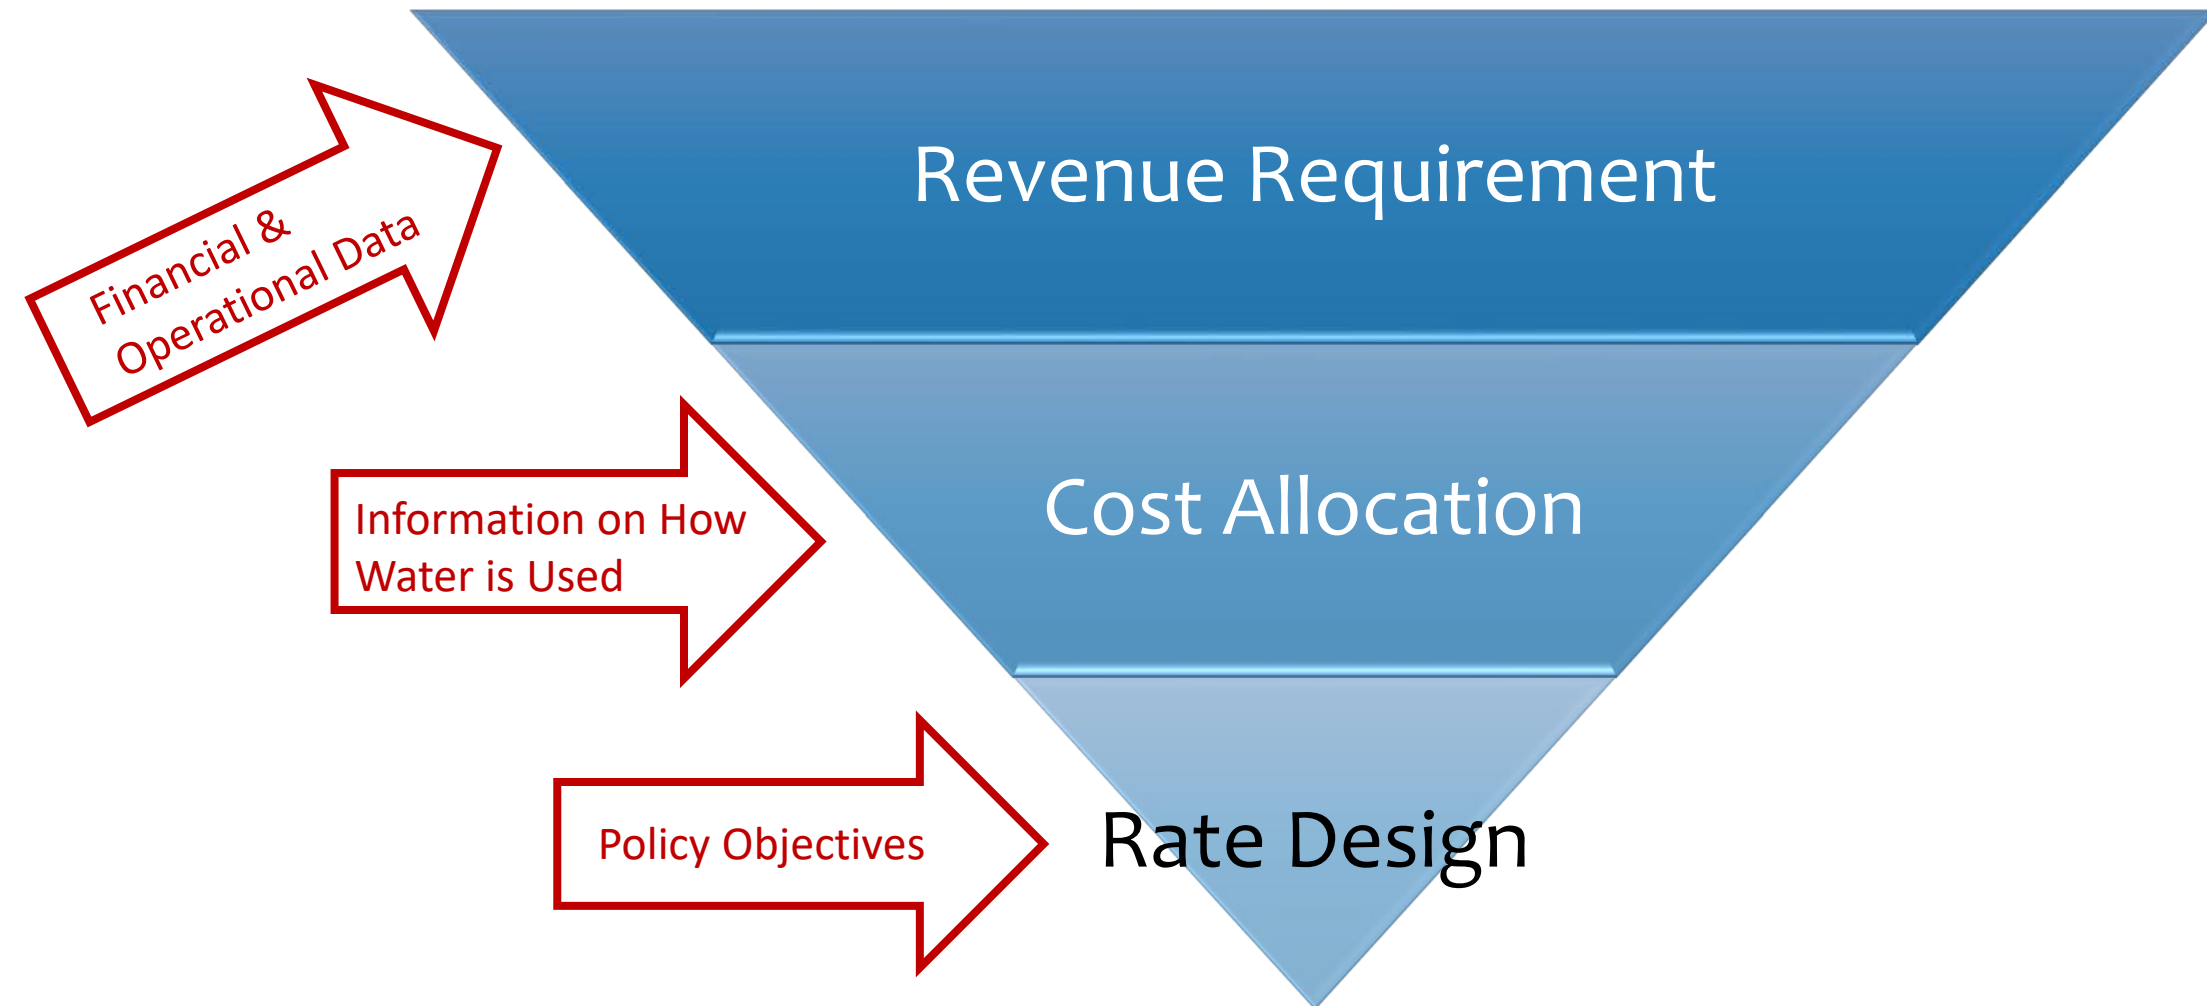 Revenue Requirement
Financial &
Operational Data
Cost Allocation
Information on How
Water is Used
Rate Design
Policy Objectives